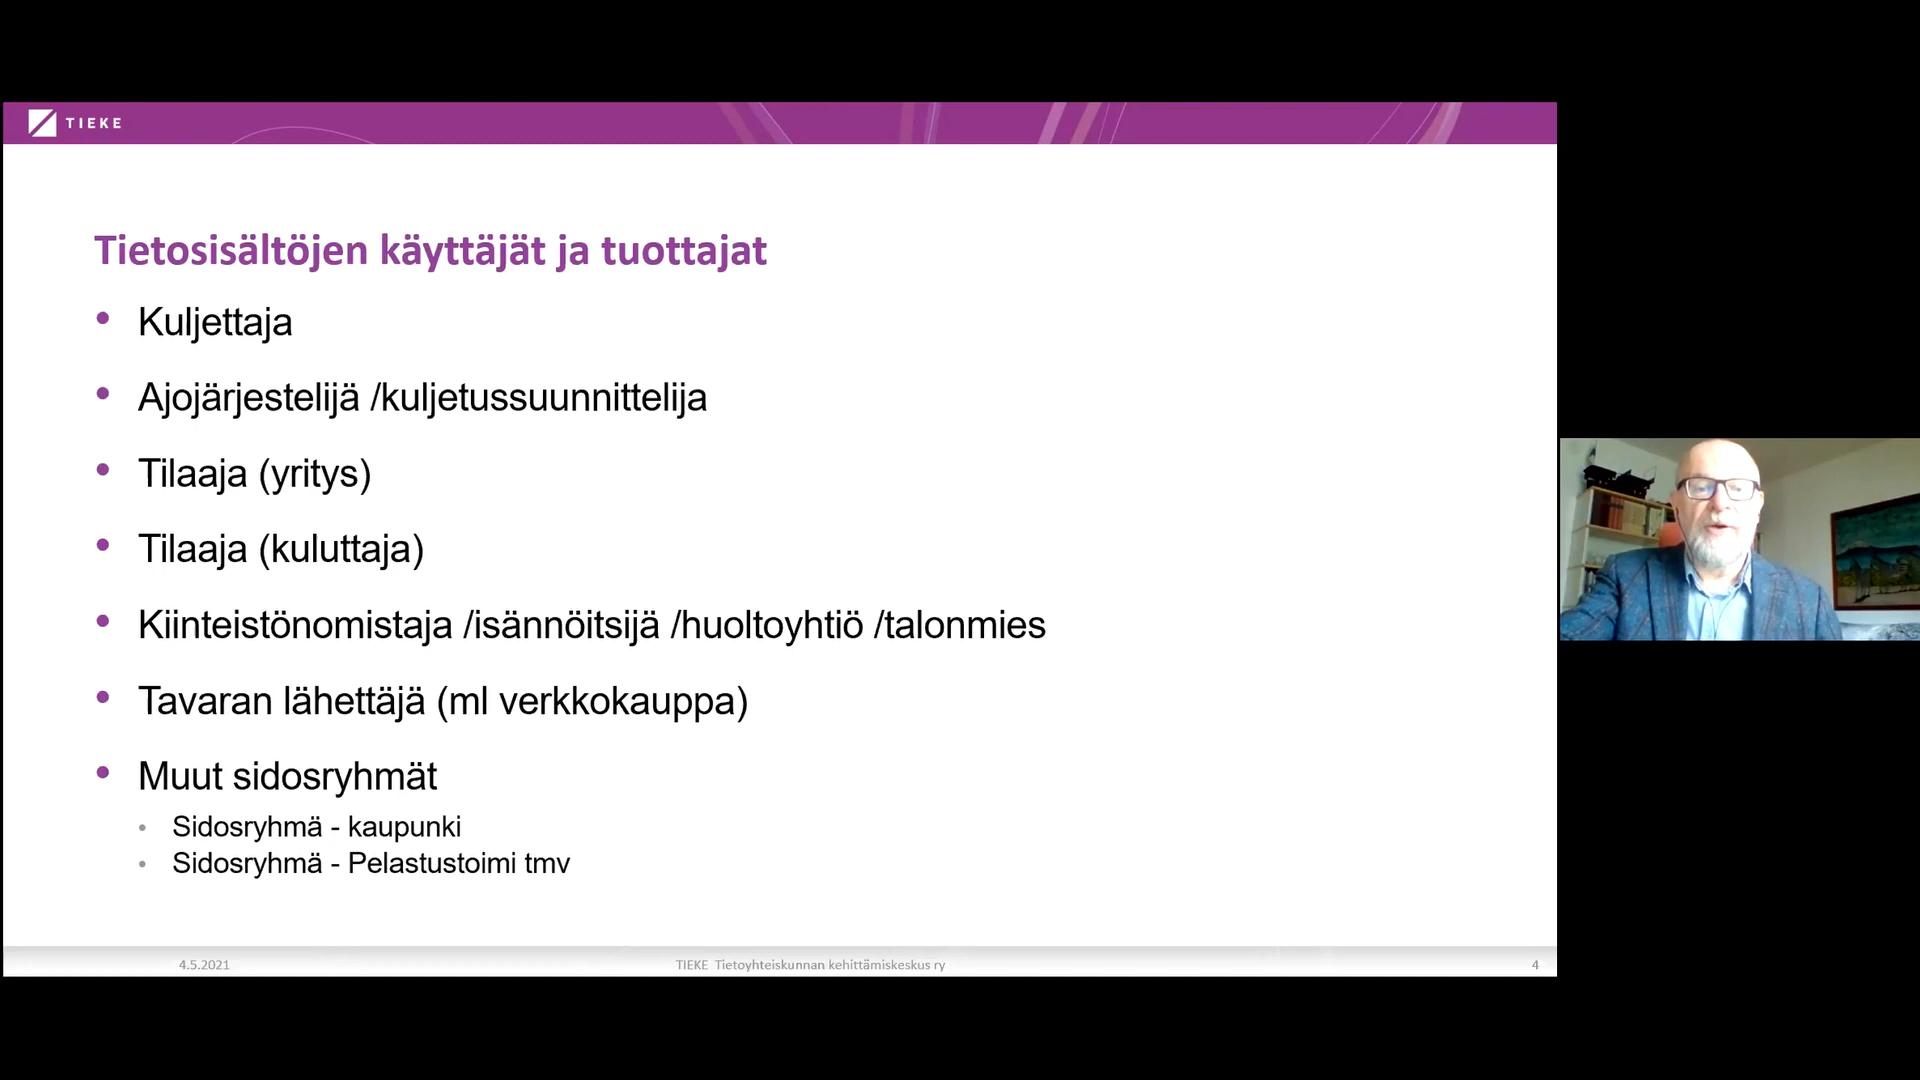 TIEKE
Tietosisältöjen käyttäjät ja tuottajat
• Kuljettaja
• Ajojärjestelijä /kuljetussuunnittelija
• Tilaaja (yritys)
• Tilaaja (kuluttaja)
• Kiinteistönomistaja /isännöitsijä /huoltoyhtiö /talonmies
• Tavaran lähettäjä (ml verkkokauppa)
• Muut sidosryhmät
• Sidosryhmä - kaupunki
• Sidosryhmä - Pelastustoimi tmv
4.5.2021
TIEKE Tietoyhteiskunnan kehittämiskeskus ry
4